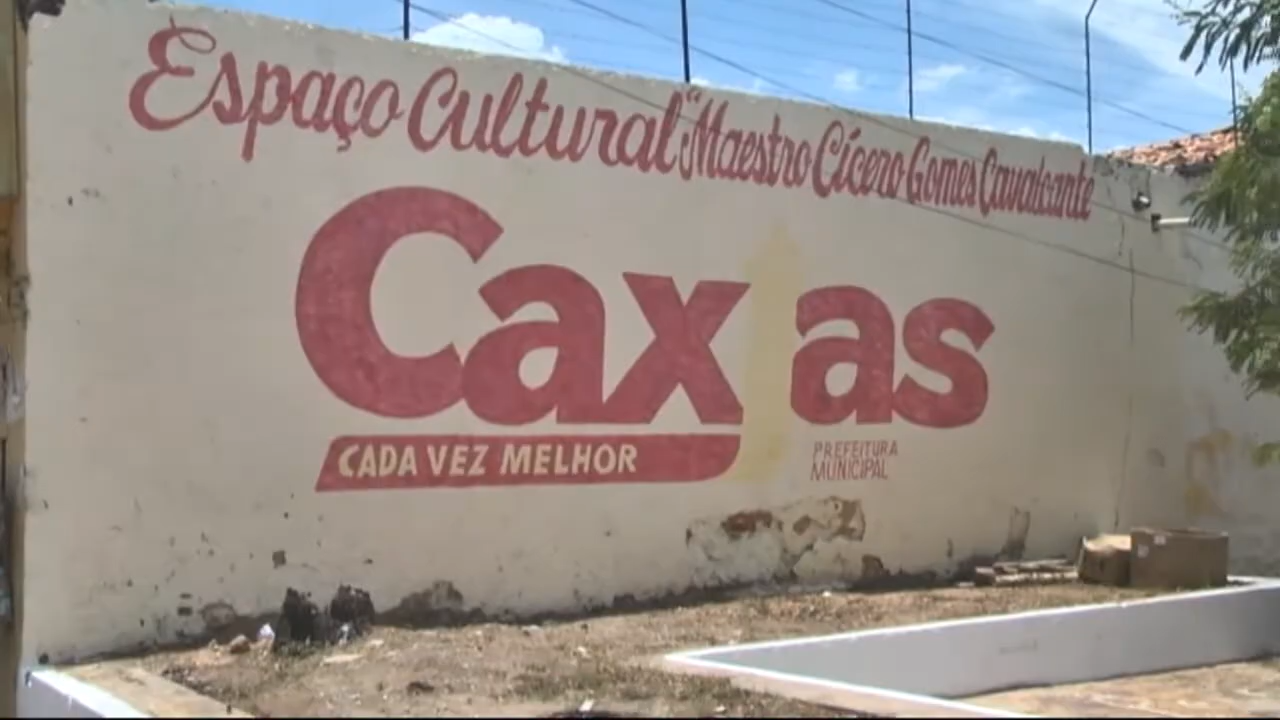 Espaço Cultural "Maestro Cícero Gomes Cavalcante
Caxias
CADA VEZ MELHOR
PREFEITURA
MUNICIPAL